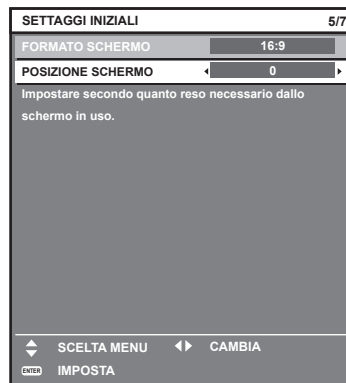 SETTAGGI INIZIALI 5/7
FORMATO SCHERMO 16:9
POSIZIONE SCHERMO 0
Impostare secondo quanto reso necessario dallo
schermo in uso.
SCELTA MENU CAMBIA
ENTER IMPOSTA